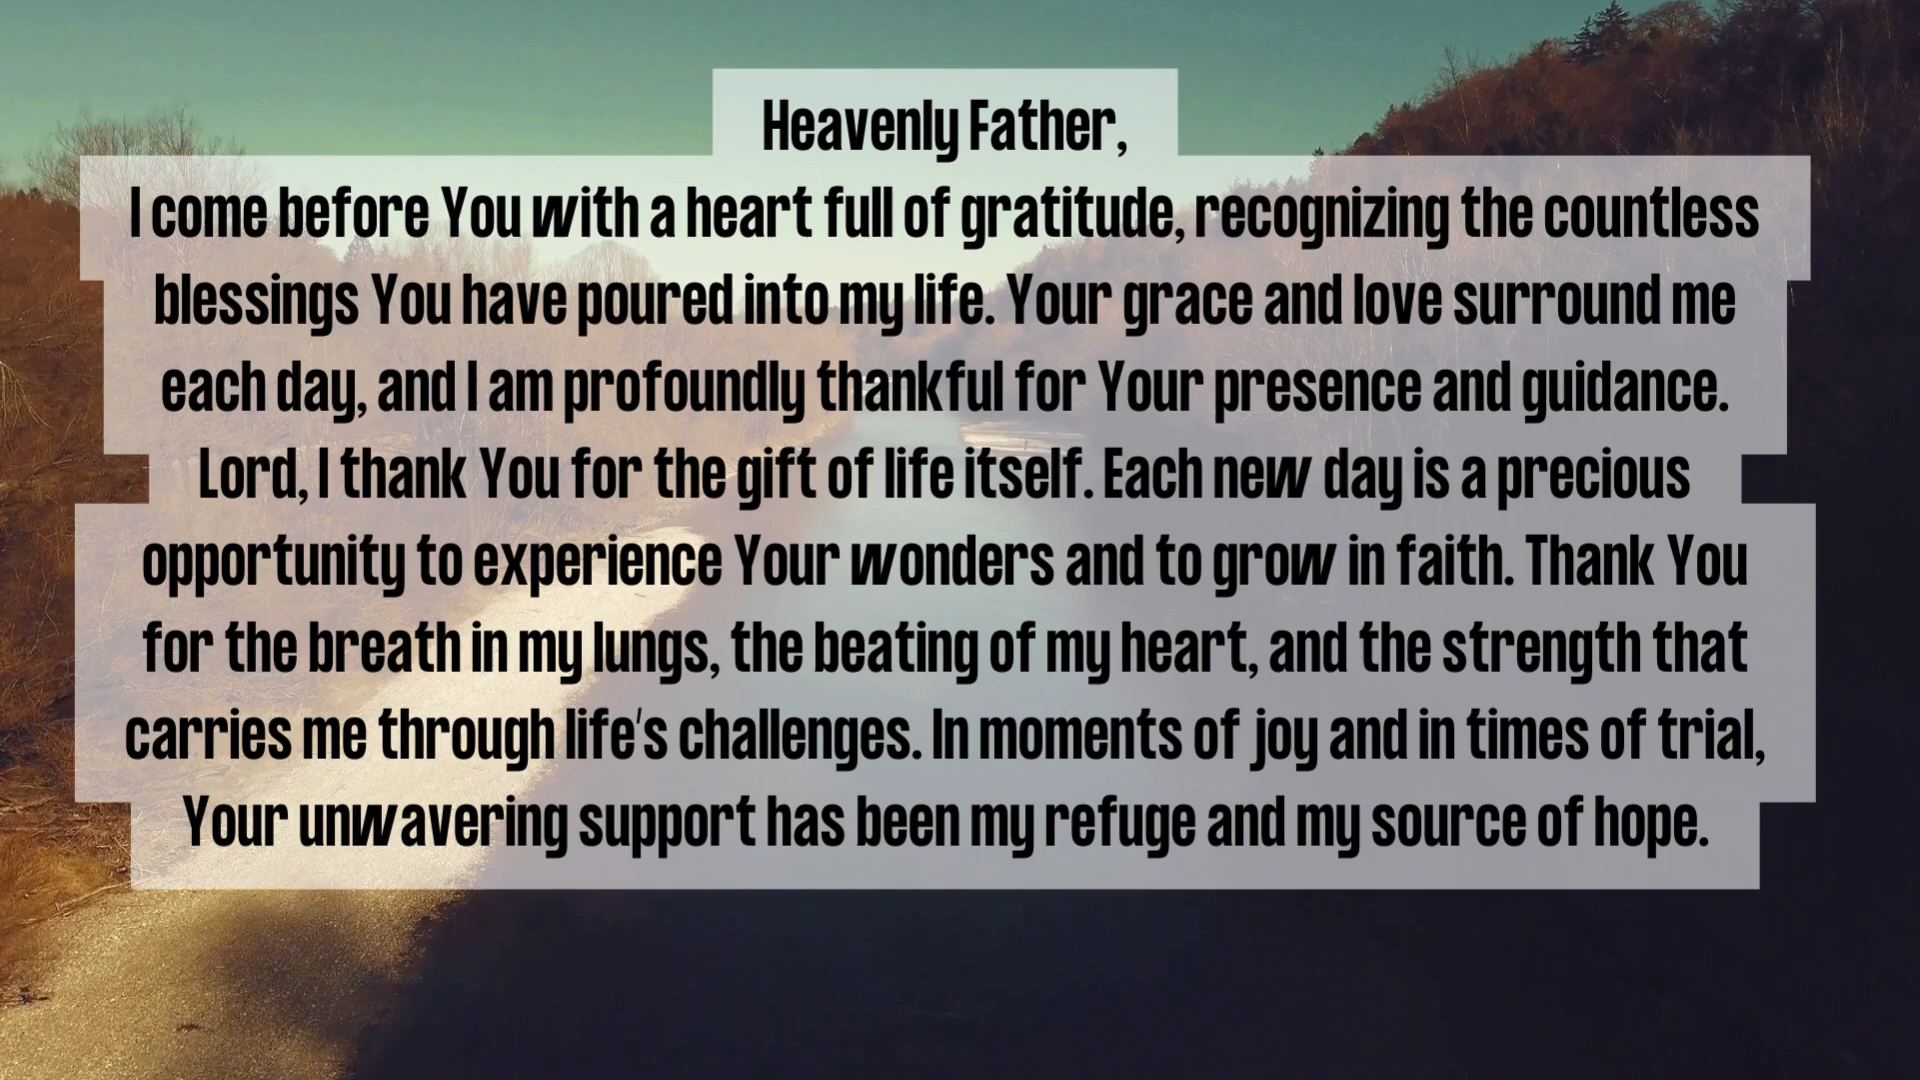 Heavenly Father,
I come before You with a heart full of gratitude, recognizing the countless
blessings You have poured into my life. Your grace and love surround me
each day, and I am profoundly thankful for Your presence and guidance.
Lord, I thank You for the gift of life itself. Each new day is a precious
opportunity to experience Your wonders and to grow in faith. Thank You
for the breath in my lungs, the beating of my heart, and the strength that
carries me through life's challenges. In moments of joy and in times of trial,
Your unwavering support has been my refuge and my source of hope.